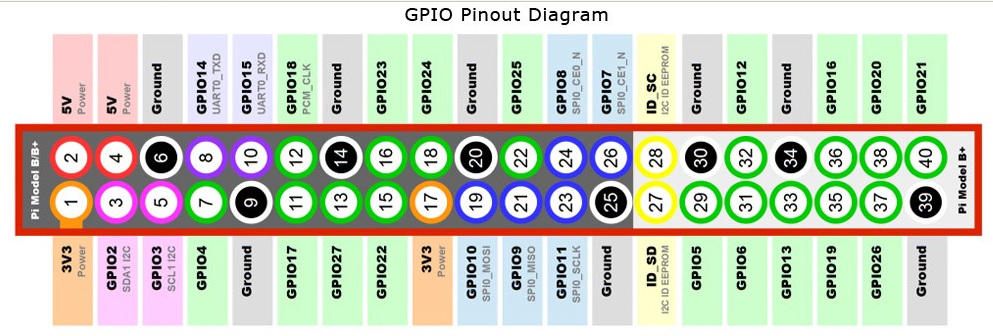 GPIO Pinout Diagram
5V
Power
5V
Power
Ground
GPIO14
UART0_TXD
GPIO15
UART0_RXD
GPIO18
PCM_CLK
Ground
GPIO23
GPIO24
Ground
GPIO25
GPIO8
SPI0_CE0_N
GPIO7
SPI0_CE1_N
ID_SC
I2C ID EEPROM
Ground
GPIO12
Ground
GPIO16
GPIO20
GPIO21
Pi Model B/B+
2 4 6 8 10 12 14 16 18 20 22 24 26 28 30 32 34 36 38 40
1 3 5 7 9 11 13 15 17 19 21 23 25 27 29 31 33 35 37 39
Pi Model B+
3V3
Power
GPIO2
SDA1 I2C
GPIO3
SCL1 I2C
GPIO4
Ground
GPIO17
GPIO27
GPIO22
3V3
Power
GPIO10
SPI0_MOSI
GPIO9
SPI0_MISO
GPIO11
SPI0_SCLK
Ground
ID_SD
I2C ID EEPROM
GPIO5
GPIO6
GPIO13
GPIO19
GPIO26
Ground